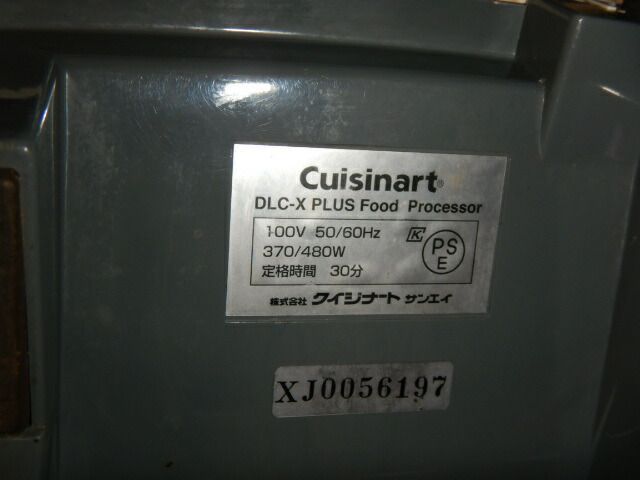 Cuisinart®
DLC-X PLUS Food Processor
100V 50/60Hz
370/480W
定格時間 30分
K
PS
E
株式会社 クイジナート サンエイ
XJ0056197